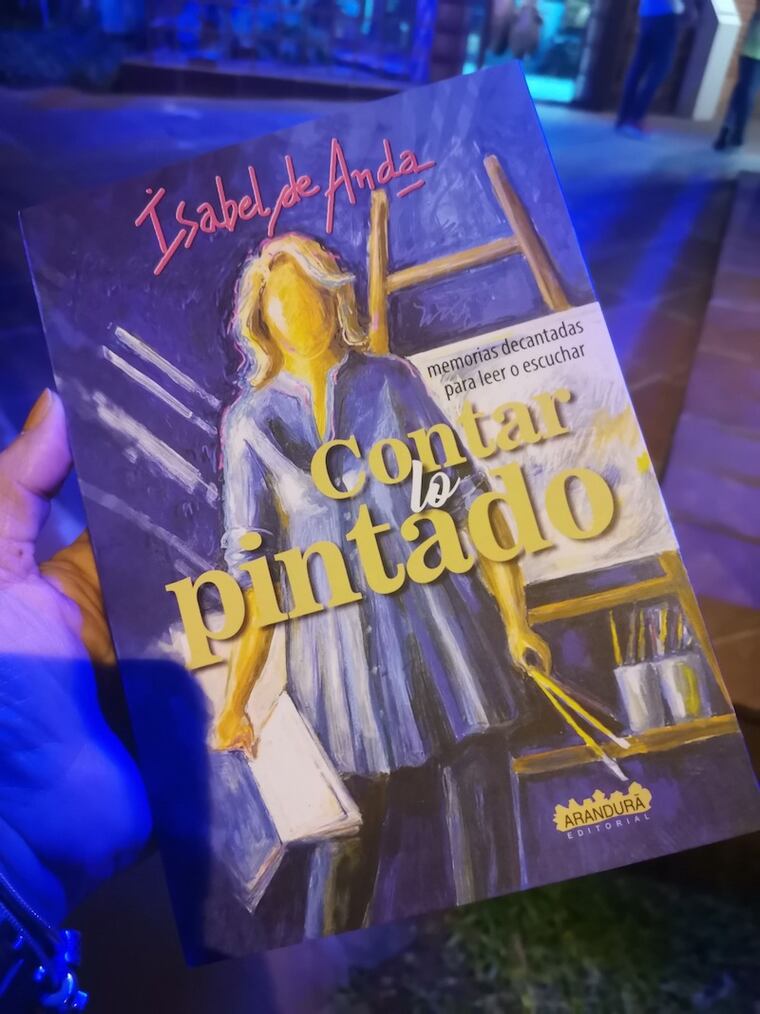 Isabel de Anda
memorias decantadas
para leer o escuchar
Contar
lo
pintado
ARANDURÃ
EDITORIAL